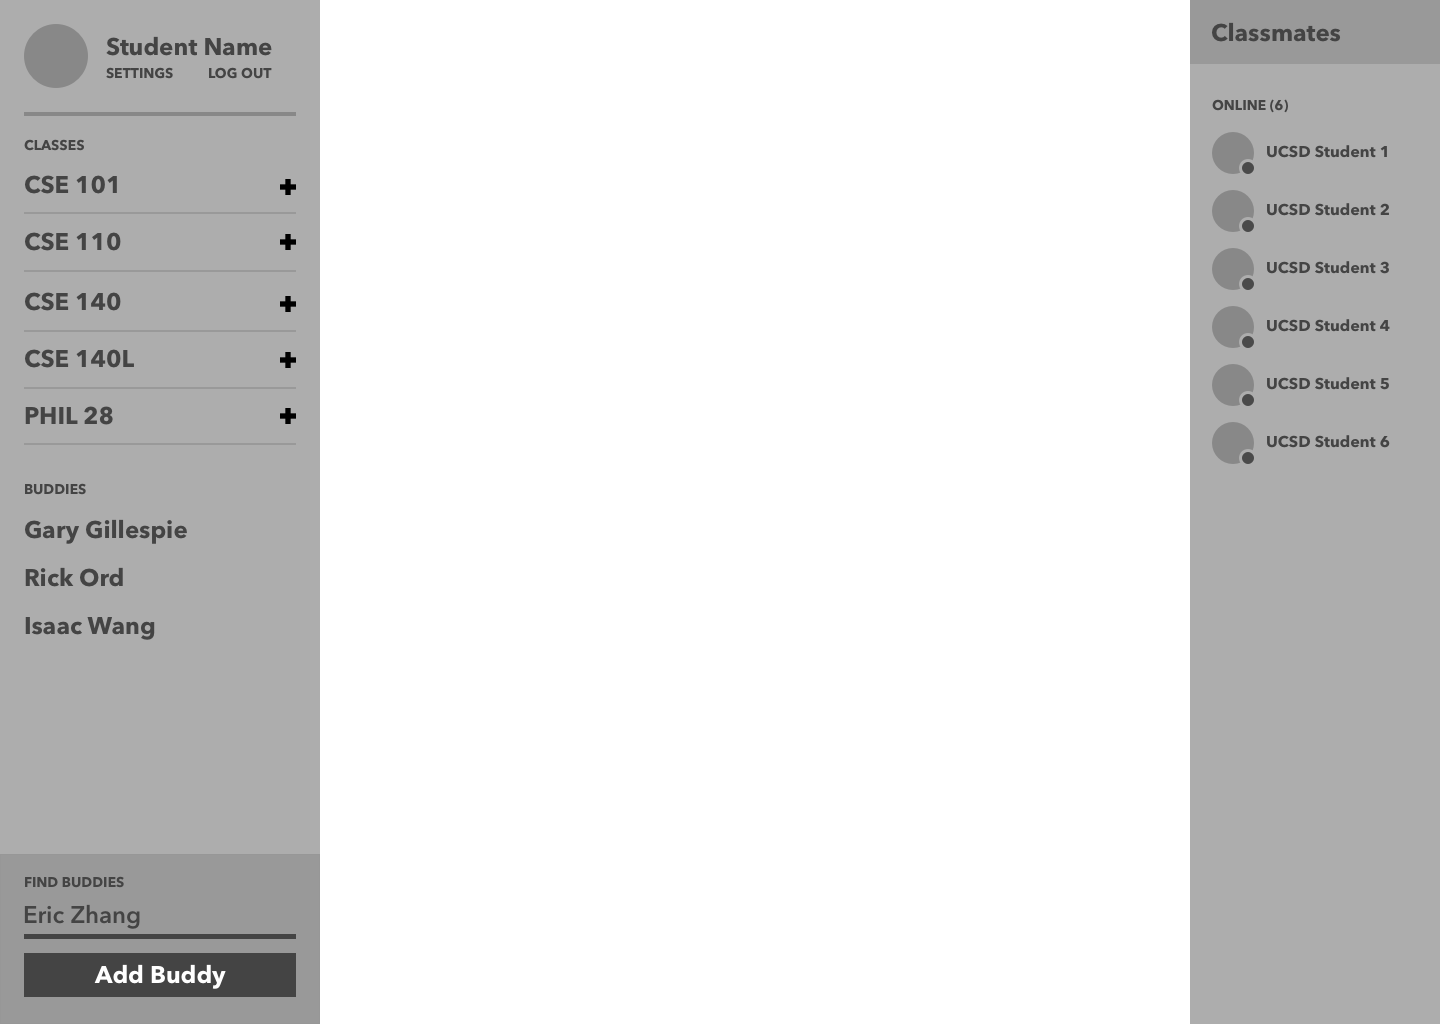 Student Name
SETTINGS LOG OUT
CLASSES
CSE 101
CSE 110
CSE 140
CSE 140L
PHIL 28
BUDDIES
Gary Gillespie
Rick Ord
Isaac Wang
FIND BUDDIES
Eric Zhang
Add Buddy
Classmates
ONLINE (6)
UCSD Student 1
UCSD Student 2
UCSD Student 3
UCSD Student 4
UCSD Student 5
UCSD Student 6